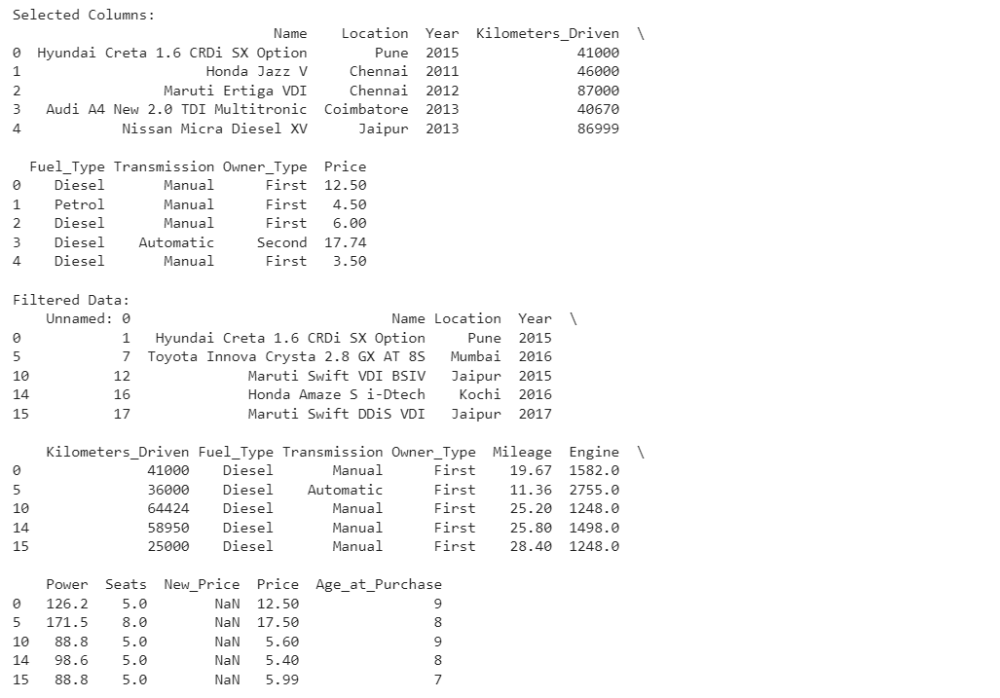 Selected Columns:
                               Name    Location  Year  Kilometers_Driven  \
0  Hyundai Creta 1.6 CRDi SX Option        Pune  2015              41000
1                      Honda Jazz V     Chennai  2011              46000
2                 Maruti Ertiga VDI     Chennai  2012              87000
3   Audi A4 New 2.0 TDI Multitronic  Coimbatore  2013              40670
4            Nissan Micra Diesel XV      Jaipur  2013              86999

  Fuel_Type Transmission Owner_Type  Price
0    Diesel       Manual      First  12.50
1    Petrol       Manual      First   4.50
2    Diesel       Manual      First   6.00
3    Diesel    Automatic     Second  17.74
4    Diesel       Manual      First   3.50

Filtered Data:
    Unnamed: 0                               Name Location  Year  \
0            1   Hyundai Creta 1.6 CRDi SX Option     Pune  2015
5            7  Toyota Innova Crysta 2.8 GX AT 8S   Mumbai  2016
10          12              Maruti Swift VDI BSIV   Jaipur  2015
14          16              Honda Amaze S i-Dtech    Kochi  2016
15          17              Maruti Swift DDiS VDI   Jaipur  2017

    Kilometers_Driven Fuel_Type Transmission Owner_Type  Mileage  Engine  \
0               41000    Diesel       Manual      First    19.67  1582.0
5               36000    Diesel    Automatic      First    11.36  2755.0
10              64424    Diesel       Manual      First    25.20  1248.0
14              58950    Diesel       Manual      First    25.80  1498.0
15              25000    Diesel       Manual      First    28.40  1248.0

    Power  Seats  New_Price  Price  Age_at_Purchase
0   126.2    5.0        NaN  12.50                9
5   171.5    8.0        NaN  17.50                8
10   88.8    5.0        NaN   5.60                9
14   98.6    5.0        NaN   5.40                8
15   88.8    5.0        NaN   5.99                7